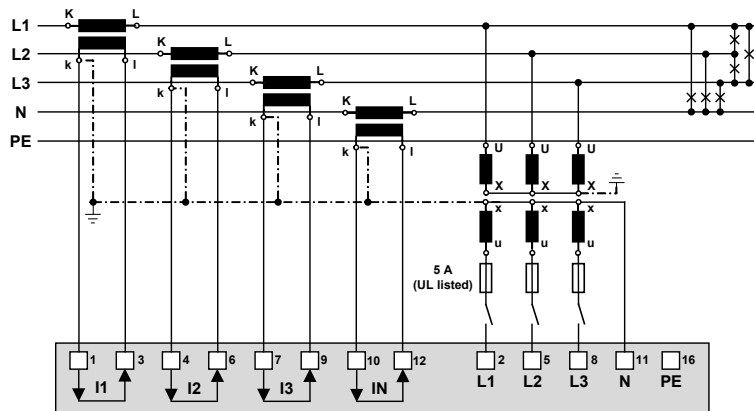 K L
L1
L2
K L
k l
L3
K L
k l
N
K L
k l
PE
k l
U U U
X X X
x x x
u u u
5 A
(UL listed)
1 3 4 6 7 9 10 12 2 5 8 11 16
I1 I2 I3 IN L1 L2 L3 N PE